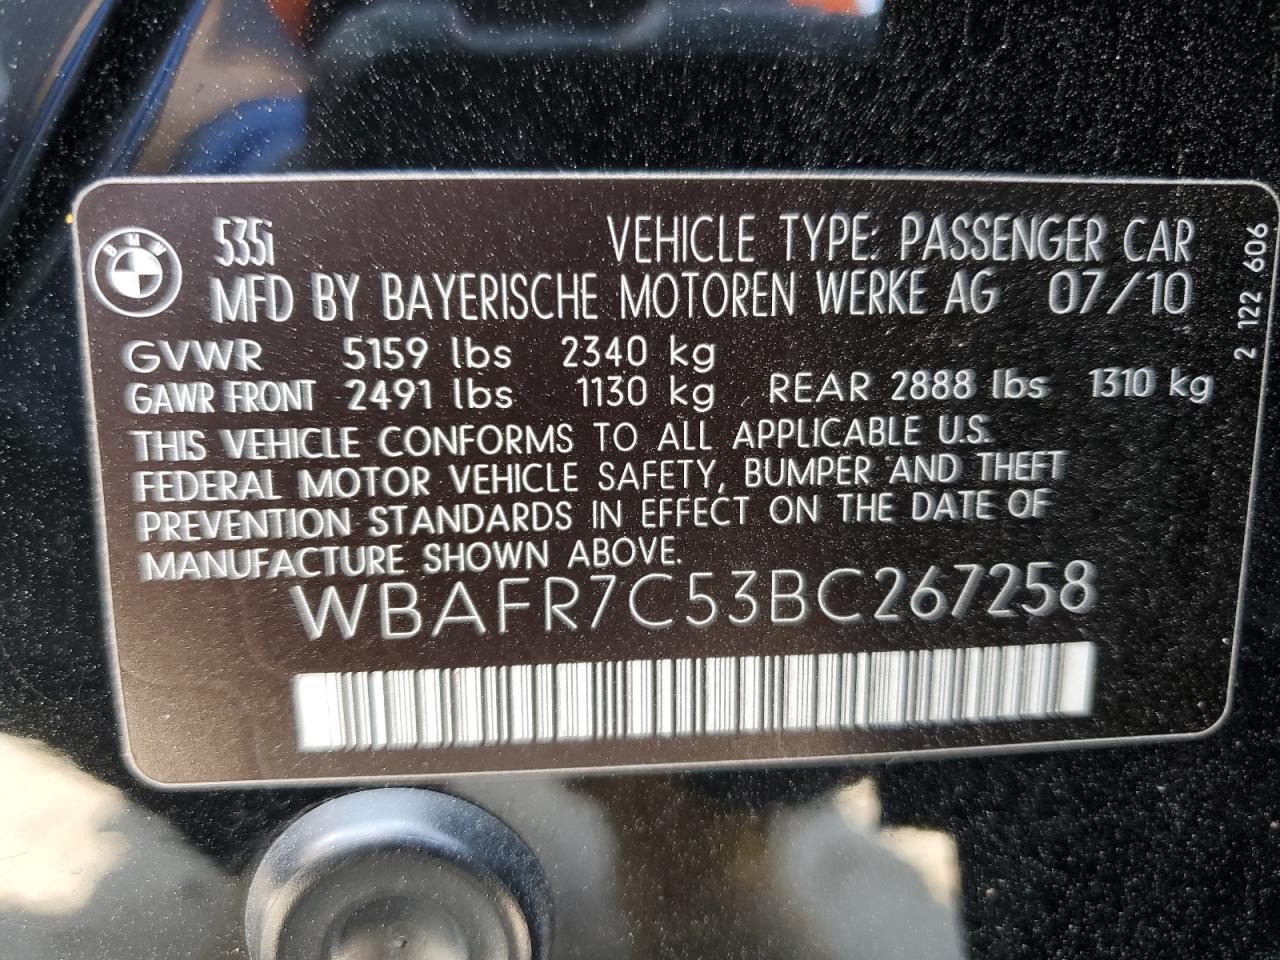 BMW
535i VEHICLE TYPE: PASSENGER CAR
MFD BY BAYERISCHE MOTOREN WERKE AG 07/10
GVWR 5159 lbs 2340 kg
GAWR FRONT 2491 lbs 1130 kg REAR 2888 lbs 1310 kg
THIS VEHICLE CONFORMS TO ALL APPLICABLE U.S.
FEDERAL MOTOR VEHICLE SAFETY, BUMPER AND THEFT
PREVENTION STANDARDS IN EFFECT ON THE DATE OF
MANUFACTURE SHOWN ABOVE.
WBAFR7C53BC267258
2 122 606